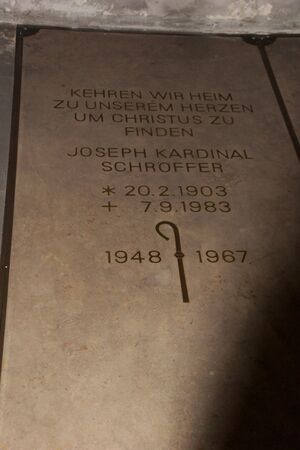 KEHREN WIR HEIM
ZU UNSEREM HERZEN
UM CHRISTUS ZU
FINDEN
JOSEPH KARDINAL
SCHRÖFFER
* 20.2.1903
+ 7.9.1983
1948 1967